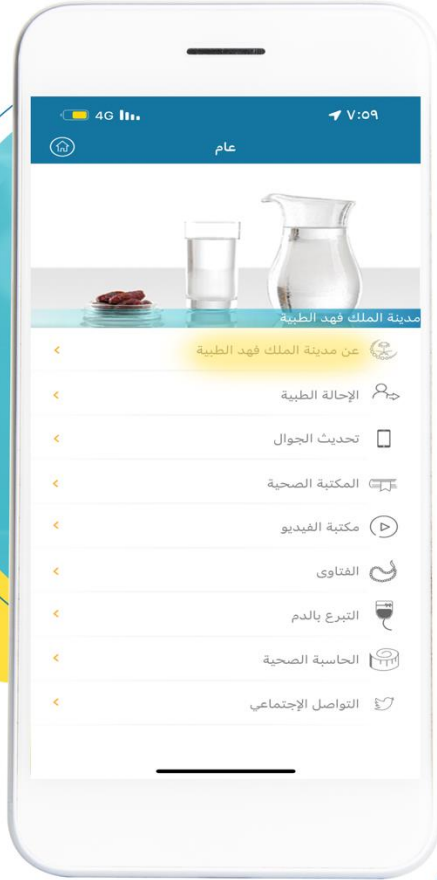 ٧:٥٩ 4G
عام
مدينة الملك فهد الطبية
عن مدينة الملك فهد الطبية
الإحالة الطبية
تحديث الجوال
المكتبة الصحية
مكتبة الفيديو
الفتاوى
التبرع بالدم
الحاسبة الصحية
التواصل الإجتماعي